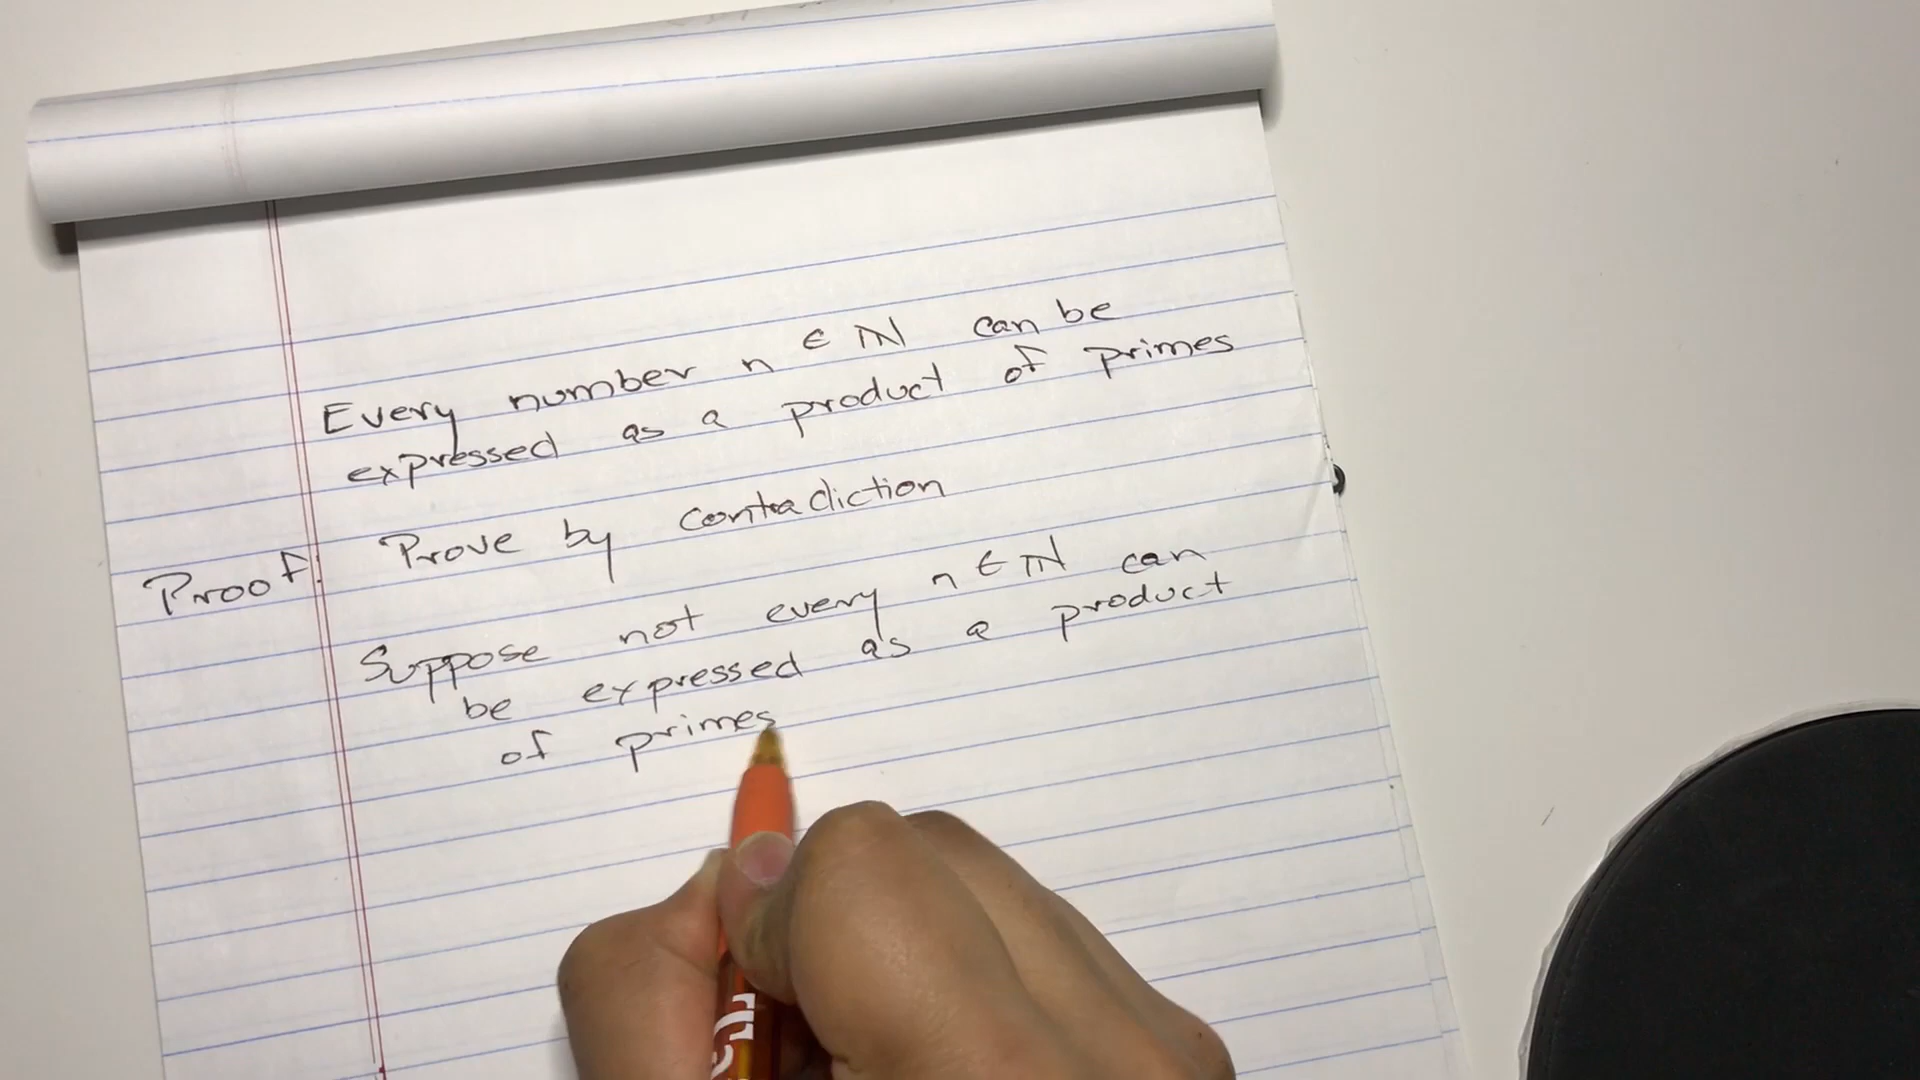 Every number n ∈ ℕ can be
expressed as a product of primes
Proof: Prove by contradiction
Suppose not every n ∈ ℕ can
be expressed as a product
of primes